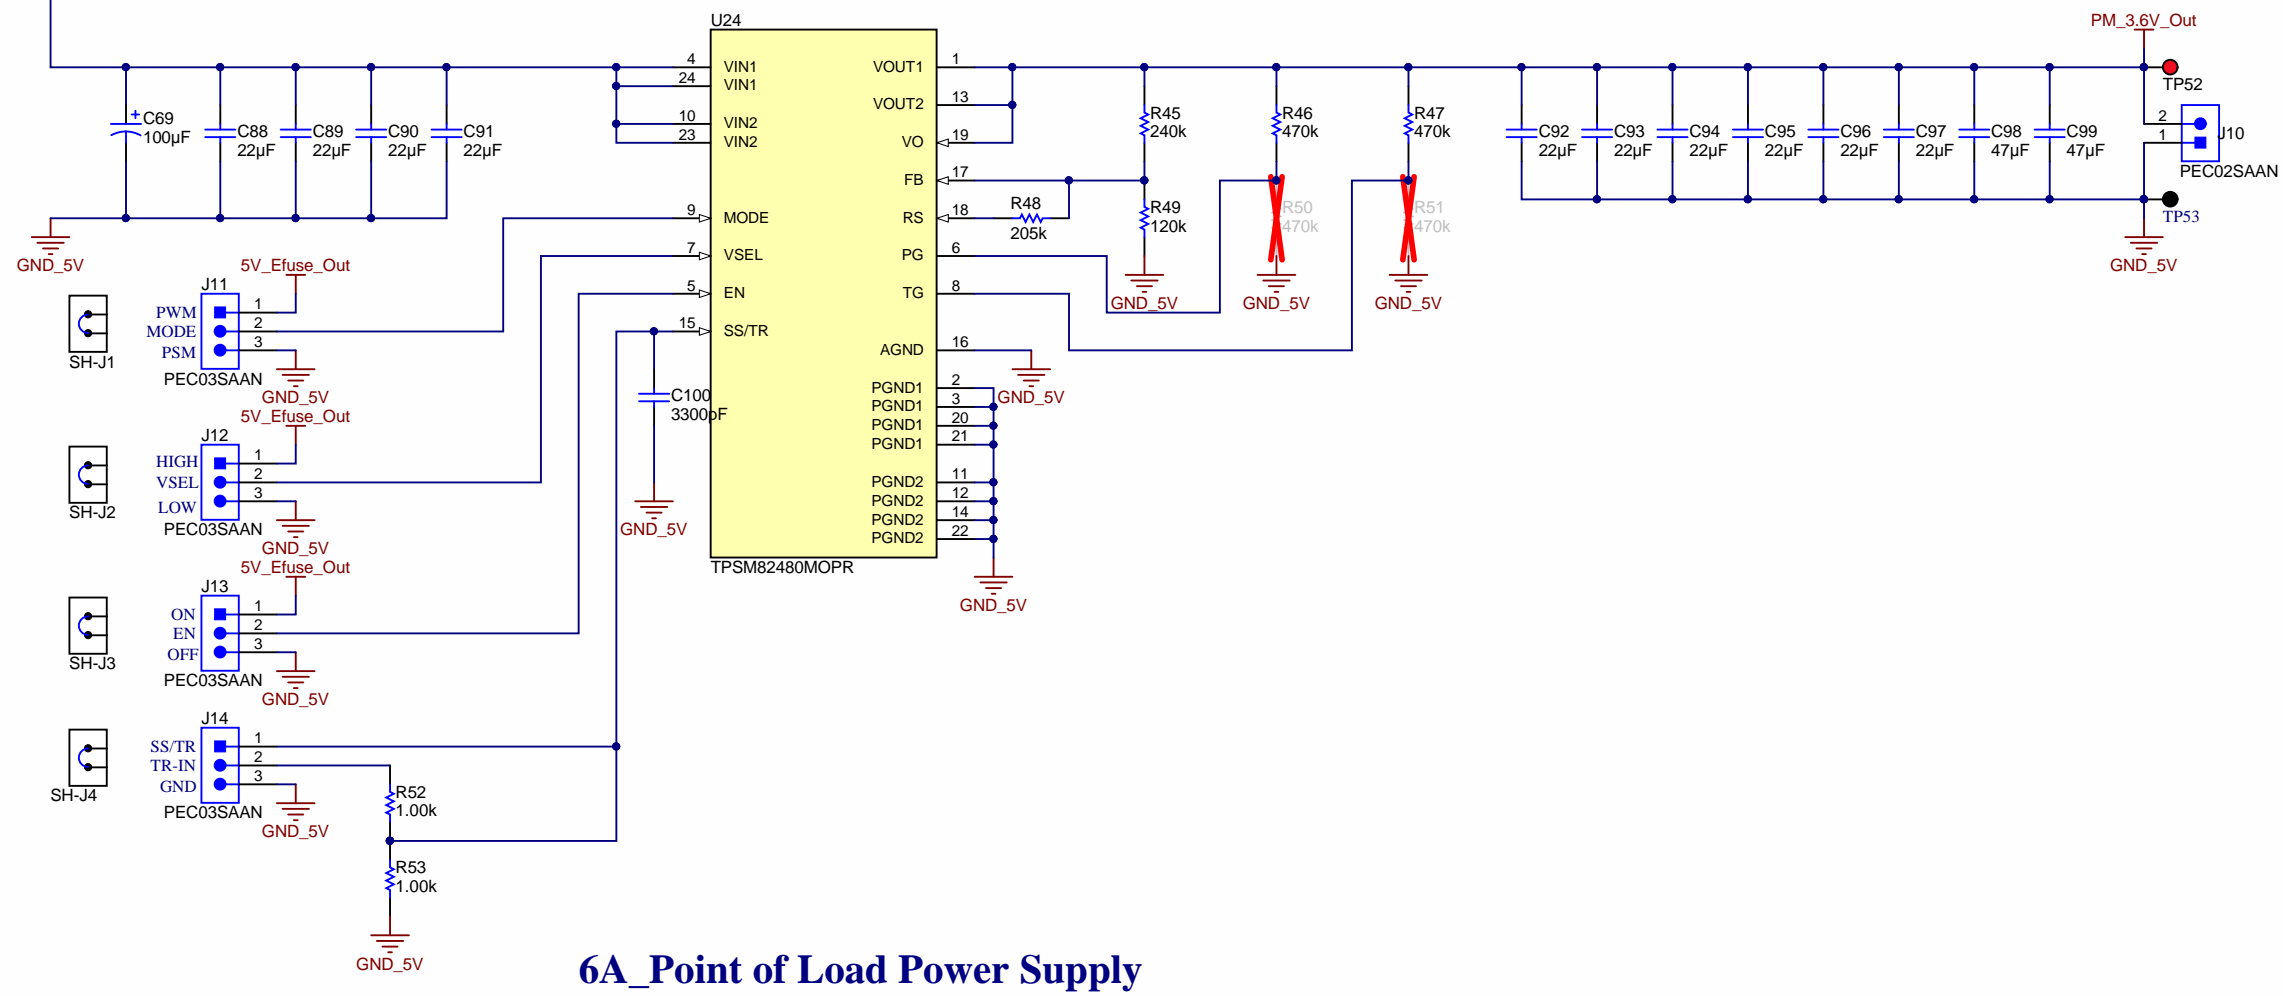 PM_3.6V_Out
U24
4 VIN1 VOUT1 1
24 VIN1
VOUT2 13
10 VIN2
23 VIN2 VO 19
FB 17
9 MODE RS 18
7 VSEL PG 6
5 EN TG 8
15 SS/TR
AGND 16
PGND1 2
PGND1 3
PGND1 20
PGND1 21
PGND2 11
PGND2 12
PGND2 14
PGND2 22
TPSM82480MOPR
C69
100µF
C88
22µF
C89
22µF
C90
22µF
C91
22µF
GND_5V
R45
240k
R46
470k
R47
470k
R48
205k
R49
120k
R50
470k
R51
470k
GND_5V
GND_5V
GND_5V
GND_5V
GND_5V
C92
22µF
C93
22µF
C94
22µF
C95
22µF
C96
22µF
C97
22µF
C98
47µF
C99
47µF
TP52
2
1
J10
PEC02SAAN
TP53
GND_5V
5V_Efuse_Out
J11
PWM 1
MODE 2
PSM 3
PEC03SAAN
GND_5V
SH-J1
5V_Efuse_Out
J12
HIGH 1
VSEL 2
LOW 3
PEC03SAAN
GND_5V
SH-J2
5V_Efuse_Out
J13
ON 1
EN 2
OFF 3
PEC03SAAN
GND_5V
SH-J3
J14
SS/TR 1
TR-IN 2
GND 3
PEC03SAAN
GND_5V
SH-J4
C100
3300pF
GND_5V
R52
1.00k
R53
1.00k
GND_5V
6A_Point of Load Power Supply